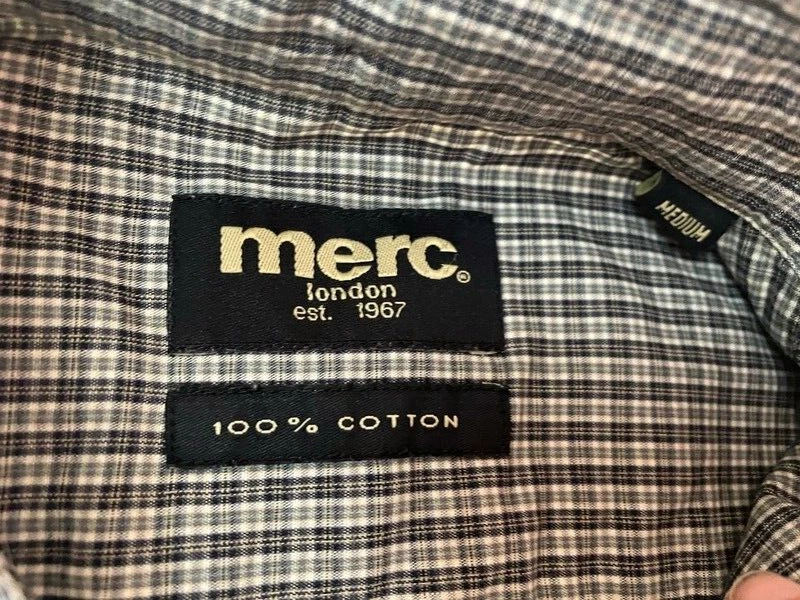 merc®
london
est. 1967
100% COTTON
MEDIUM